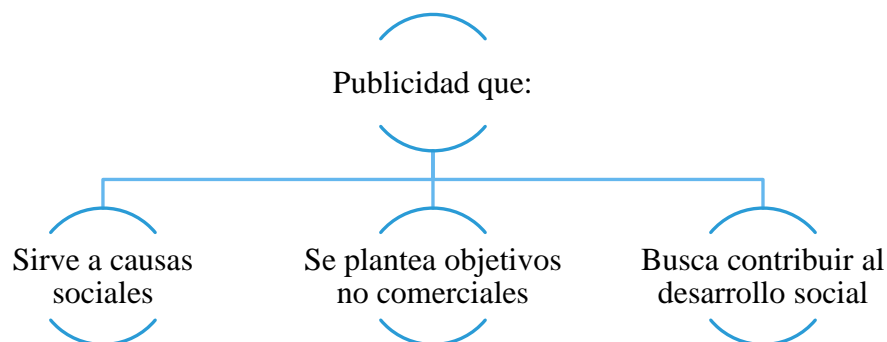 Publicidad que:
Sirve a causas
sociales
Se plantea objetivos
no comerciales
Busca contribuir al
desarrollo social